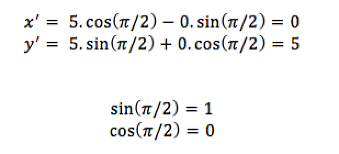 x′ = 5.cos(π/2) − 0.sin(π/2) = 0
y′ = 5.sin(π/2) + 0.cos(π/2) = 5
sin(π/2) = 1
cos(π/2) = 0